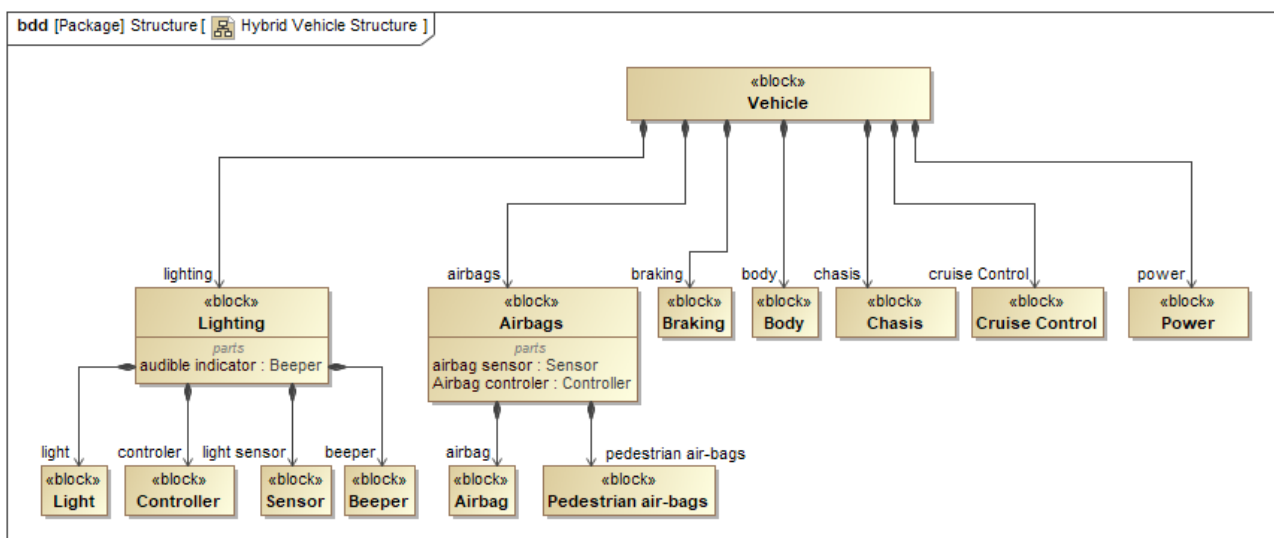 bdd [Package] Structure [ Hybrid Vehicle Structure ]
«block»
Vehicle
lighting
airbags
braking
body
chasis
cruise Control
power
«block»
Lighting
parts
audible indicator : Beeper
«block»
Airbags
parts
airbag sensor : Sensor
Airbag controler : Controller
«block»
Braking
«block»
Body
«block»
Chasis
«block»
Cruise Control
«block»
Power
light
controler
light sensor
beeper
airbag
pedestrian air-bags
«block»
Light
«block»
Controller
«block»
Sensor
«block»
Beeper
«block»
Airbag
«block»
Pedestrian air-bags